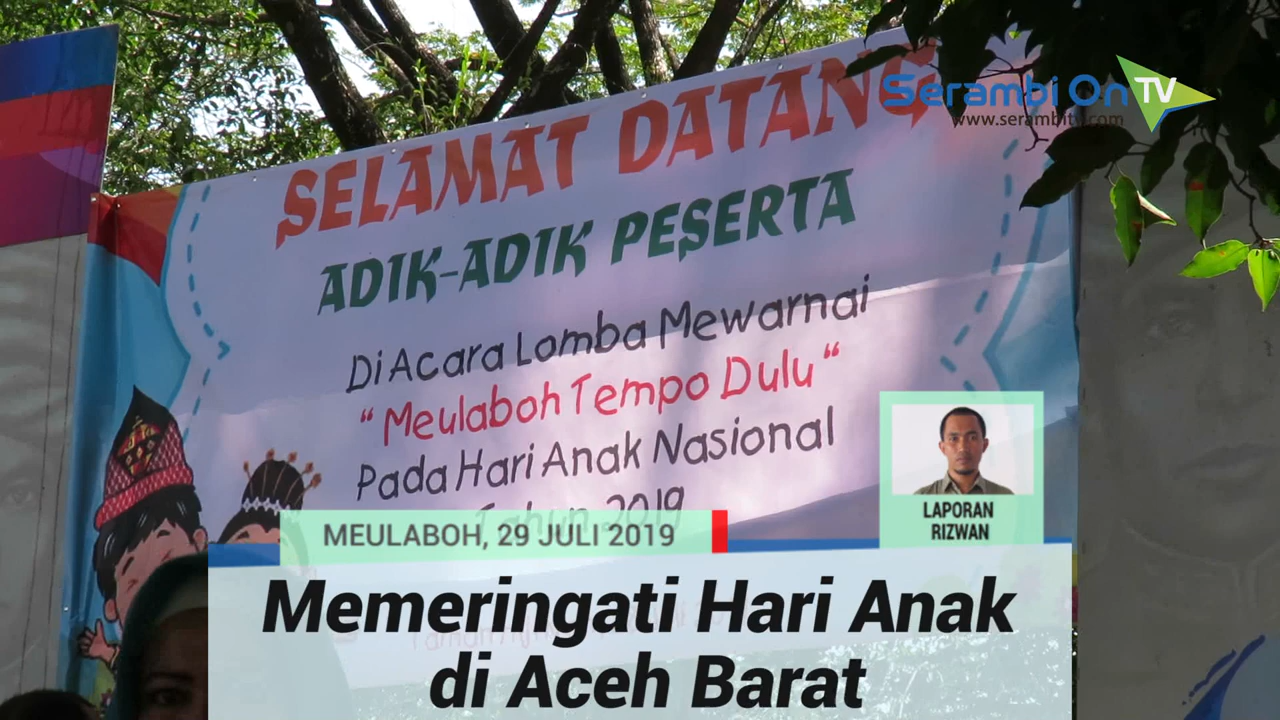 Serambi On TV
www.serambitv.com
SELAMAT DATANG
ADIK-ADIK PESERTA
Di Acara Lomba Mewarnai
"Meulaboh Tempo Dulu"
Pada Hari Anak Nasional
Tahun 2019
LAPORAN
RIZWAN
MEULABOH, 29 JULI 2019
Memeringati Hari Anak
di Aceh Barat